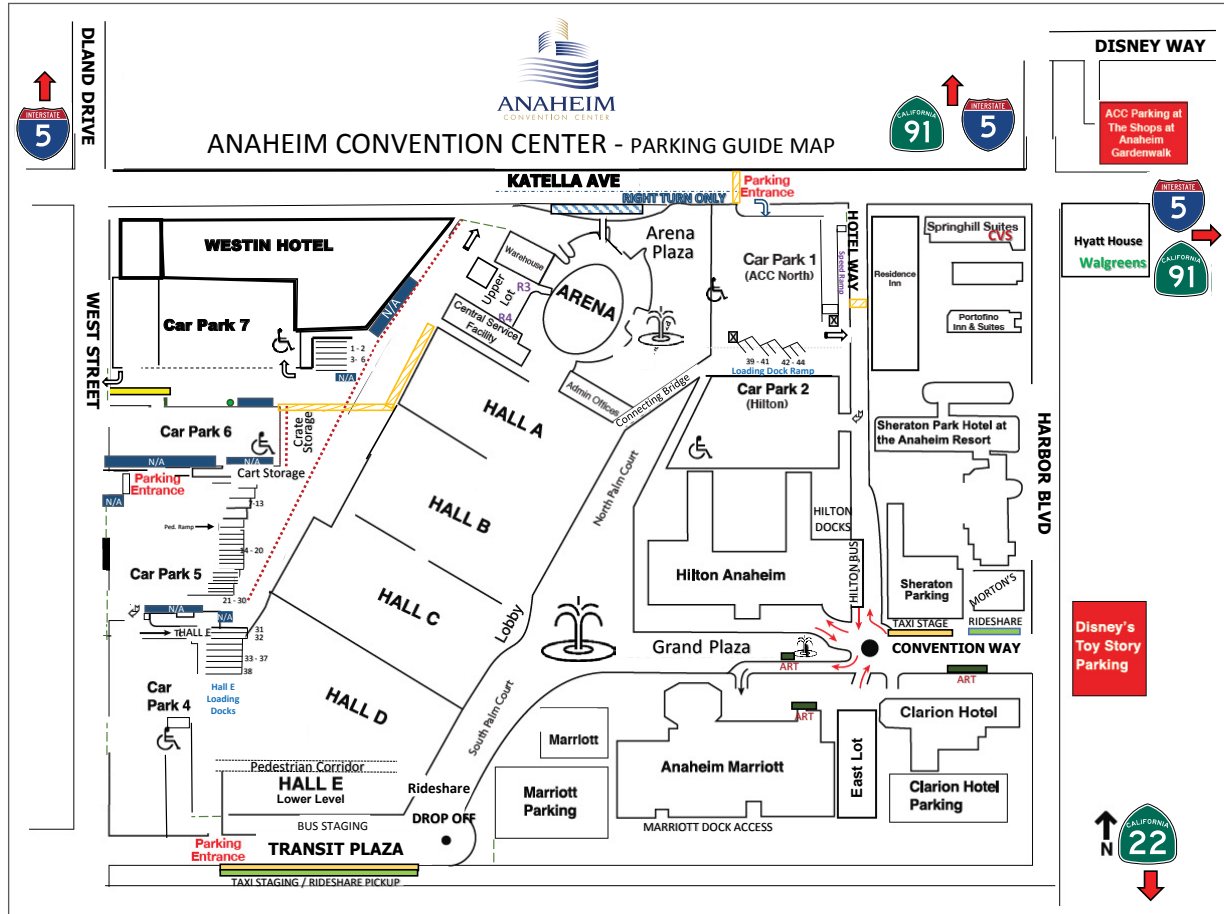 DLAND DRIVE
INTERSTATE
5
ANAHEIM
CONVENTION CENTER
ANAHEIM CONVENTION CENTER - PARKING GUIDE MAP
CALIFORNIA
91
INTERSTATE
5
DISNEY WAY
ACC Parking at
The Shops at
Anaheim
Gardenwalk
KATELLA AVE
RIGHT TURN ONLY
Parking
Entrance
WESTIN HOTEL
Car Park 7
N/A
1 - 2
3- 6
N/A
WEST STREET
Warehouse
Upper
Lot
R3
R4
Central Service
Facility
ARENA
Arena
Plaza
Admin Offices
Connecting Bridge
Car Park 1
(ACC North)
HOTEL WAY
Speed Ramp
39 - 41
42 - 44
Loading Dock Ramp
Car Park 2
(Hilton)
Residence
Inn
Springhill Suites
CVS
Portofino
Inn & Suites
Sheraton Park Hotel at
the Anaheim Resort
HARBOR BLVD
Hyatt House
Walgreens
INTERSTATE
5
CALIFORNIA
91
Car Park 6
Crate
Storage
N/A
N/A
Cart Storage
Parking
Entrance
N/A
7-13
Ped. Ramp
14 - 20
Car Park 5
21 - 30
N/A
N/A
HALL E
31
32
33 - 37
38
Hall E
Loading
Docks
Car
Park 4
HALL A
HALL B
HALL C
HALL D
Lobby
North Palm Court
South Palm Court
HILTON
DOCKS
HILTON BUS
Hilton Anaheim
Sheraton
Parking
MORTON'S
TAXI STAGE
RIDESHARE
Grand Plaza
CONVENTION WAY
ART
ART
ART
Disney's
Toy Story
Parking
Clarion Hotel
Clarion Hotel
Parking
East Lot
Anaheim Marriott
MARRIOTT DOCK ACCESS
Marriott
Marriott
Parking
Pedestrian Corridor
HALL E
Lower Level
BUS STAGING
Rideshare
DROP OFF
Parking
Entrance
TRANSIT PLAZA
TAXI STAGING / RIDESHARE PICKUP
N
CALIFORNIA
22